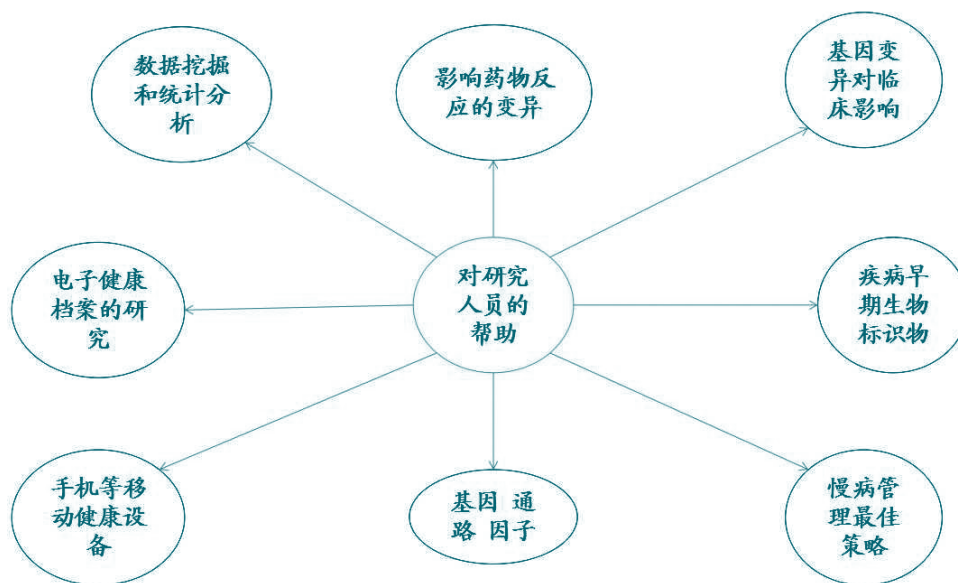 数据挖掘
和统计分
析
影响药物反
应的变异
基因变
异对临
床影响
电子健康
档案的研
究
对研究
人员的
帮助
疾病早
期生物
标识物
手机等移
动健康设
备
基因 通
路 因子
慢病管
理最佳
策略